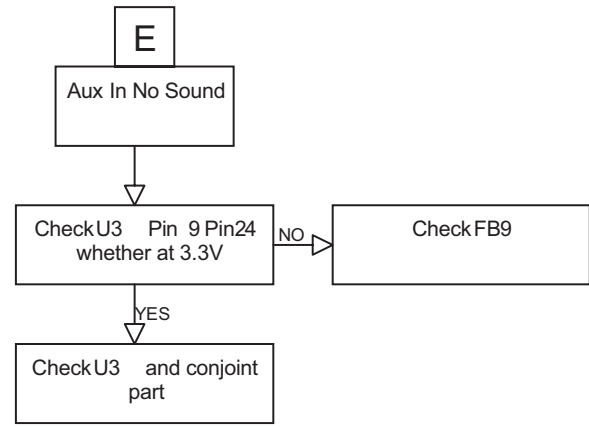 E
Aux In No Sound
Check U3 Pin 9 Pin24
whether at 3.3V
NO
Check FB9
YES
Check U3 and conjoint
part